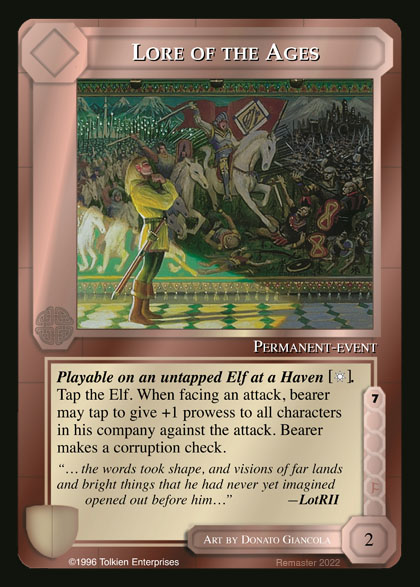 Lore of the Ages
Permanent-event
Playable on an untapped Elf at a Haven [☼].
Tap the Elf. When facing an attack, bearer
may tap to give +1 prowess to all characters
in his company against the attack. Bearer
makes a corruption check.
“… the words took shape, and visions of far lands
and bright things that he had never yet imagined
opened out before him…” —LotRII
7
R
Art by Donato Giancola
2
©1996 Tolkien Enterprises
Remaster 2022